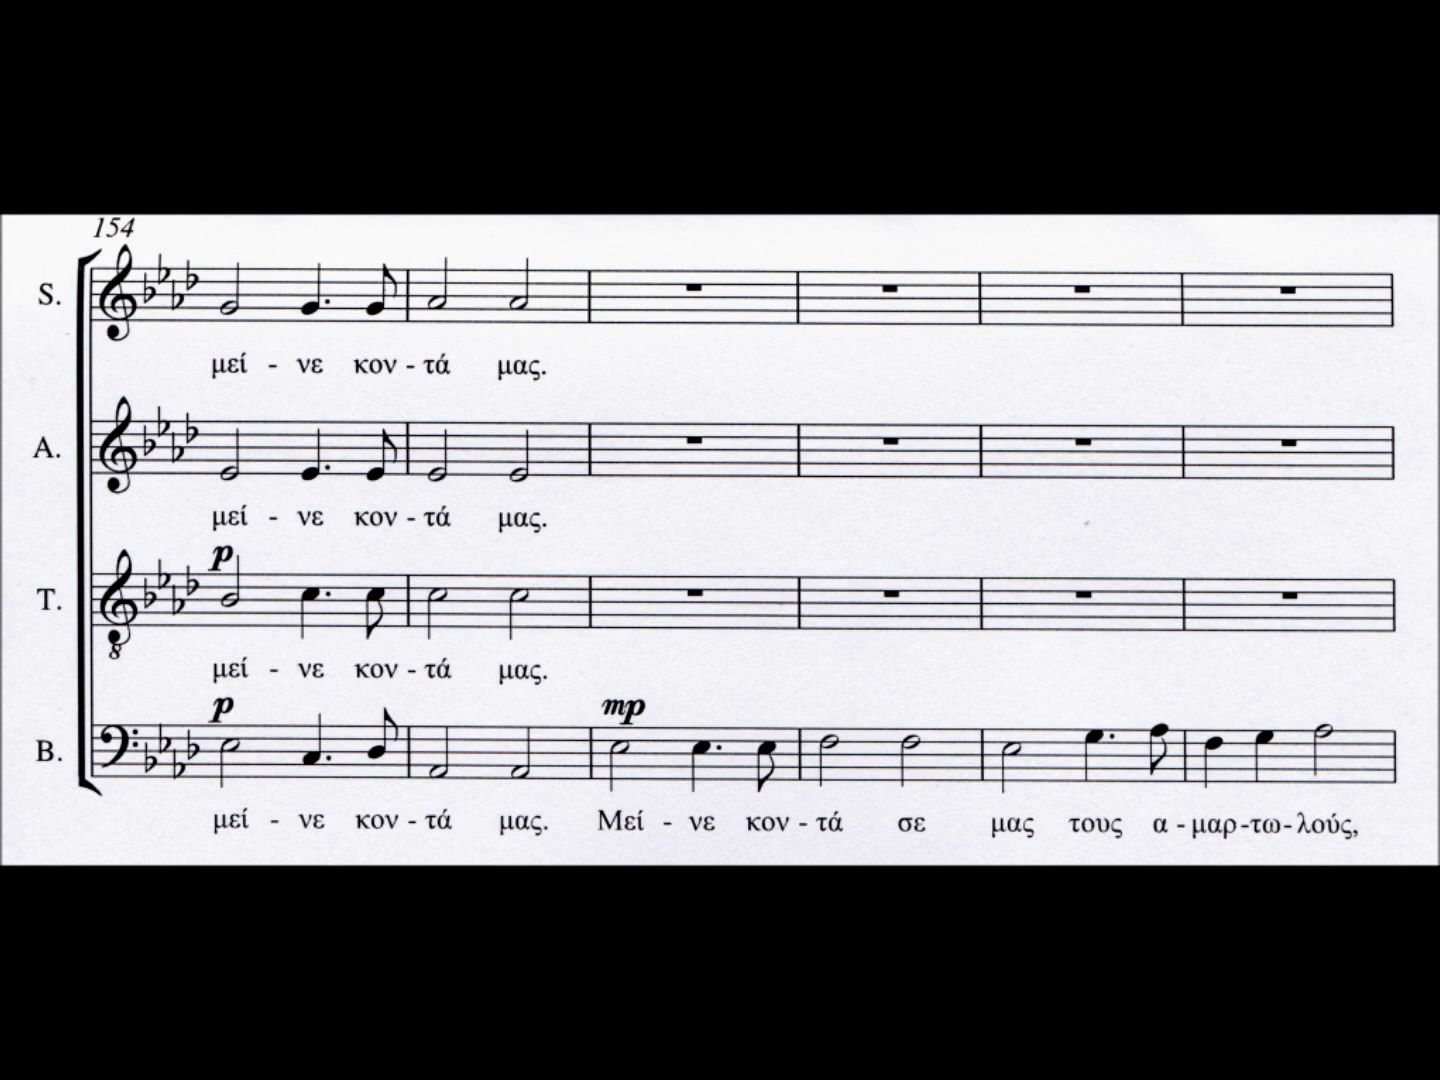 154
S.
μεί - νε κον - τά μας.
A.
μεί - νε κον - τά μας.
p
T.
8
μεί - νε κον - τά μας.
p mp
B.
μεί - νε κον - τά μας. Μεί - νε κον - τά σε μας τους α - μαρ - τω - λούς,